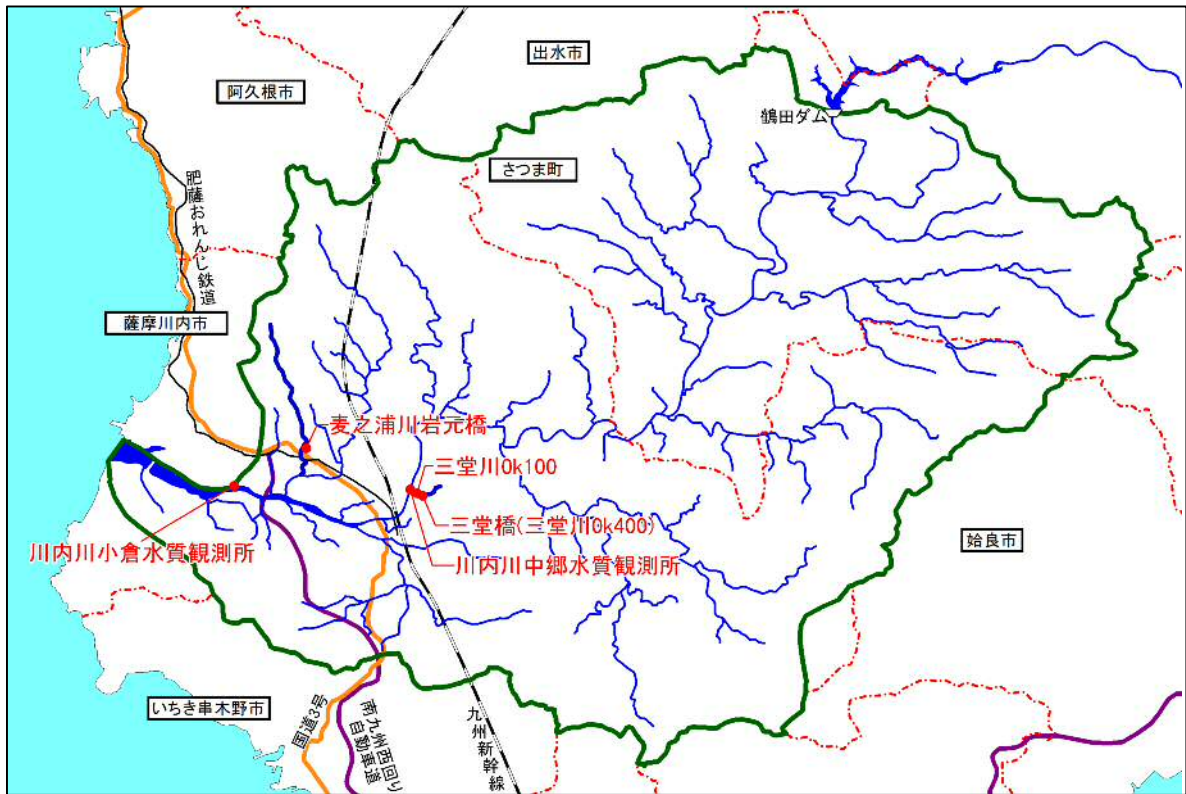 出水市
阿久根市
鶴田ダム
さつま町
肥薩おれんじ鉄道
薩摩川内市
麦之浦川岩元橋
三堂川0k100
三堂橋(三堂川0k400)
川内川小倉水質観測所
川内川中郷水質観測所
姶良市
いちき串木野市
国道3号
南九州西回り
自動車道
九州新幹線